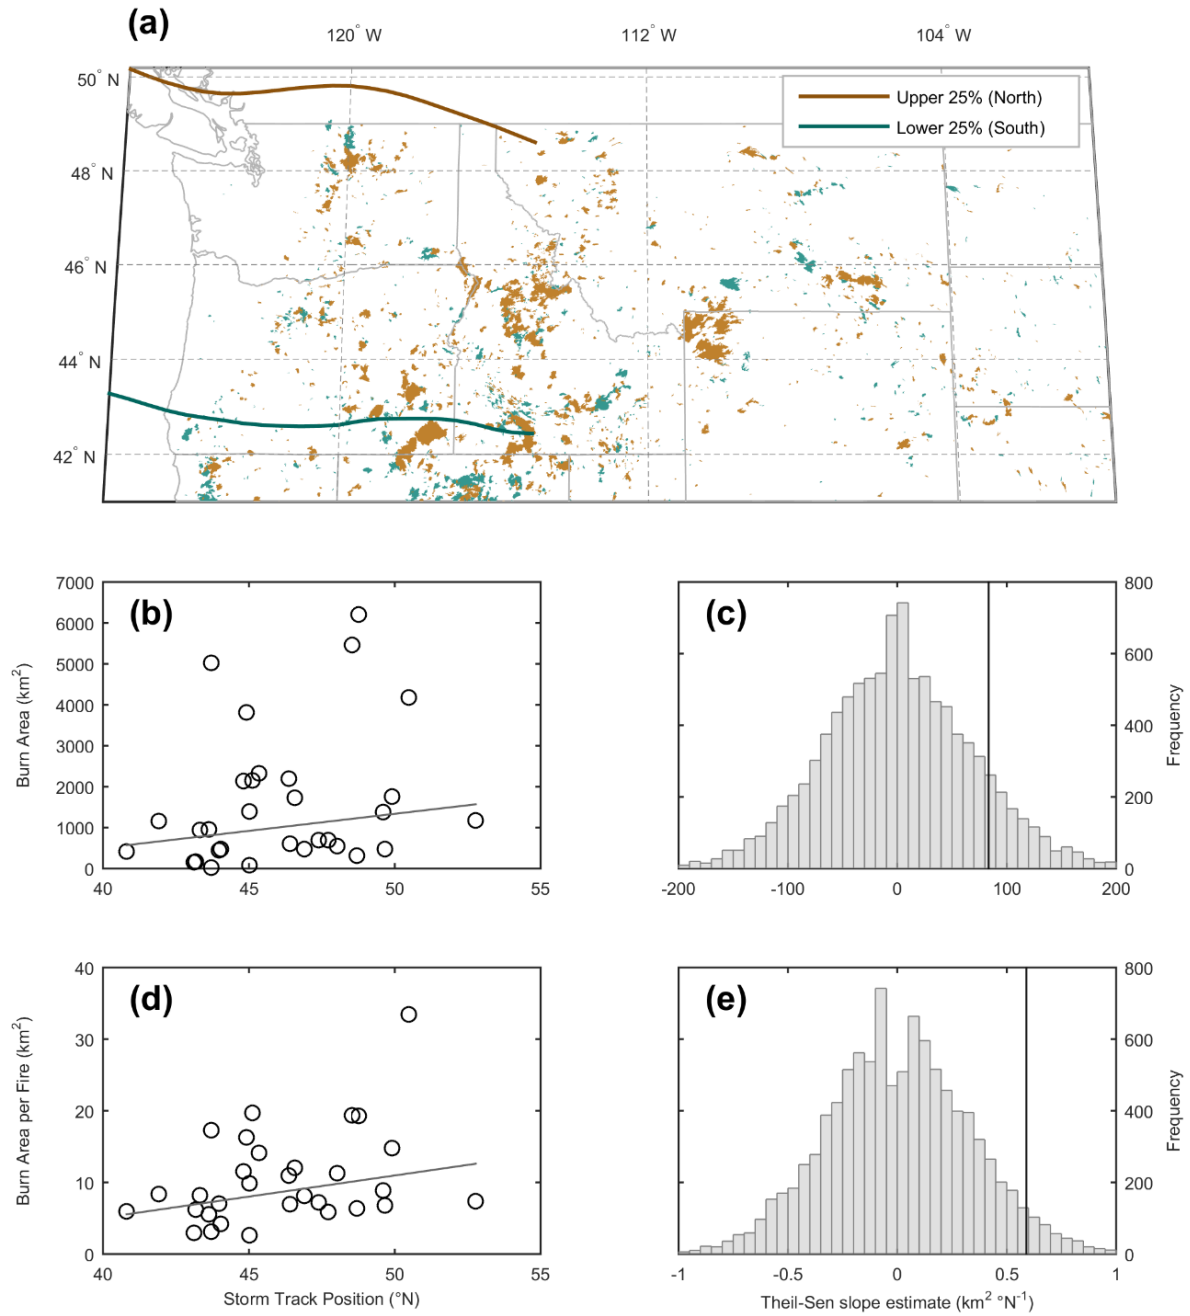 (a)
120° W
112° W
104° W
50° N
48° N
46° N
44° N
42° N
Upper 25% (North)
Lower 25% (South)
(b)
Burn Area (km²)
7000
6000
5000
4000
3000
2000
1000
0
40
45
50
55
(c)
Frequency
800
600
400
200
0
-200
-100
0
100
200
(d)
Burn Area per Fire (km²)
40
30
20
10
0
40
45
50
55
Storm Track Position (°N)
(e)
Frequency
800
600
400
200
0
-1
-0.5
0
0.5
1
Theil-Sen slope estimate (km² °N⁻¹)